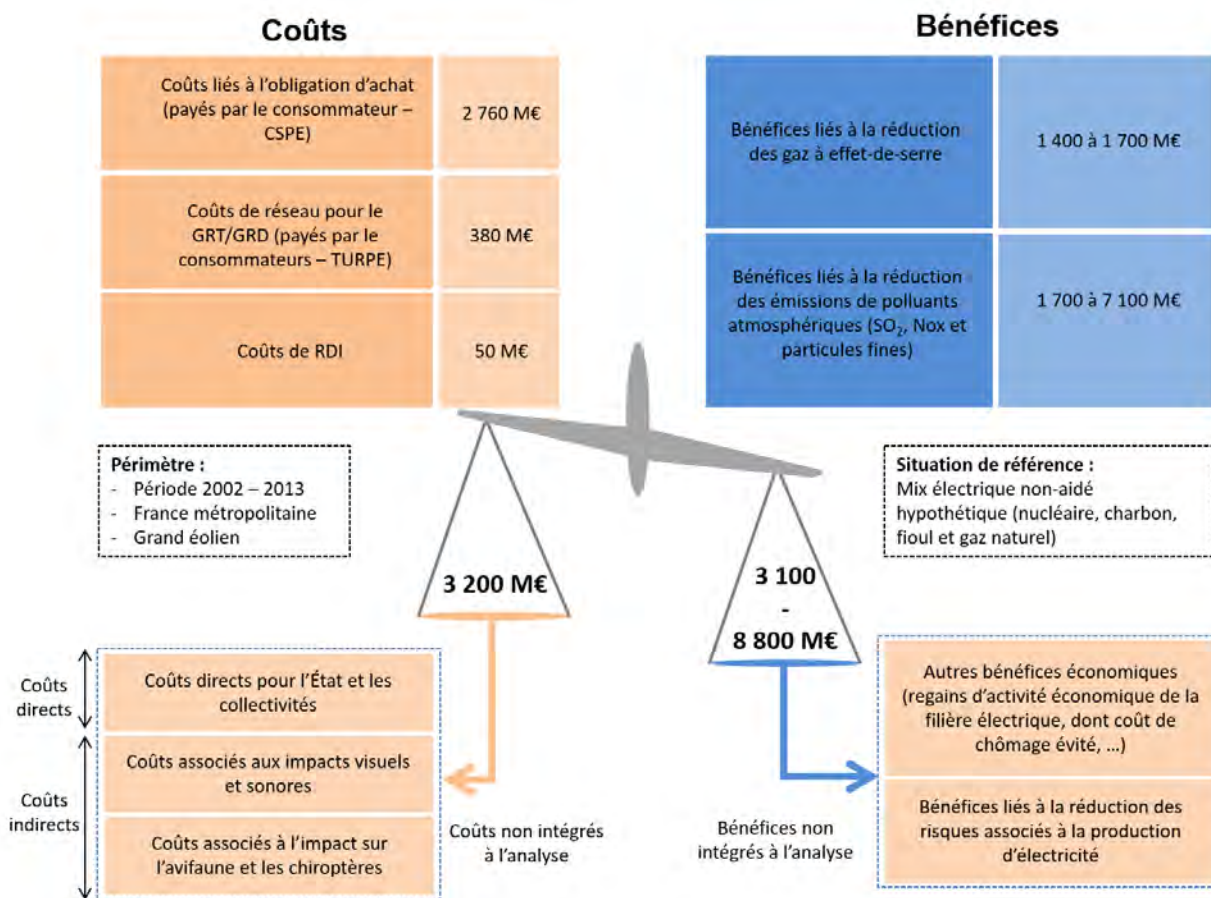 Coûts
Coûts liés à l'obligation d'achat
(payés par le consommateur –
CSPE)
2 760 M€
Coûts de réseau pour le
GRT/GRD (payés par le
consommateurs – TURPE)
380 M€
Coûts de RDI
50 M€
Bénéfices
Bénéfices liés à la réduction
des gaz à effet-de-serre
1 400 à 1 700 M€
Bénéfices liés à la réduction
des émissions de polluants
atmosphériques (SO₂, Nox et
particules fines)
1 700 à 7 100 M€
Périmètre :
- Période 2002 – 2013
- France métropolitaine
- Grand éolien
Situation de référence :
Mix électrique non-aidé
hypothétique (nucléaire, charbon,
fioul et gaz naturel)
3 200 M€
3 100
-
8 800 M€
Coûts
directs
Coûts directs pour l'État et les
collectivités
Coûts
indirects
Coûts associés aux impacts visuels
et sonores
Coûts associés à l'impact sur
l'avifaune et les chiroptères
Coûts non intégrés
à l'analyse
Bénéfices non
intégrés à l'analyse
Autres bénéfices économiques
(regains d'activité économique de la
filière électrique, dont coût de
chômage évité, ...)
Bénéfices liés à la réduction des
risques associés à la production
d'électricité